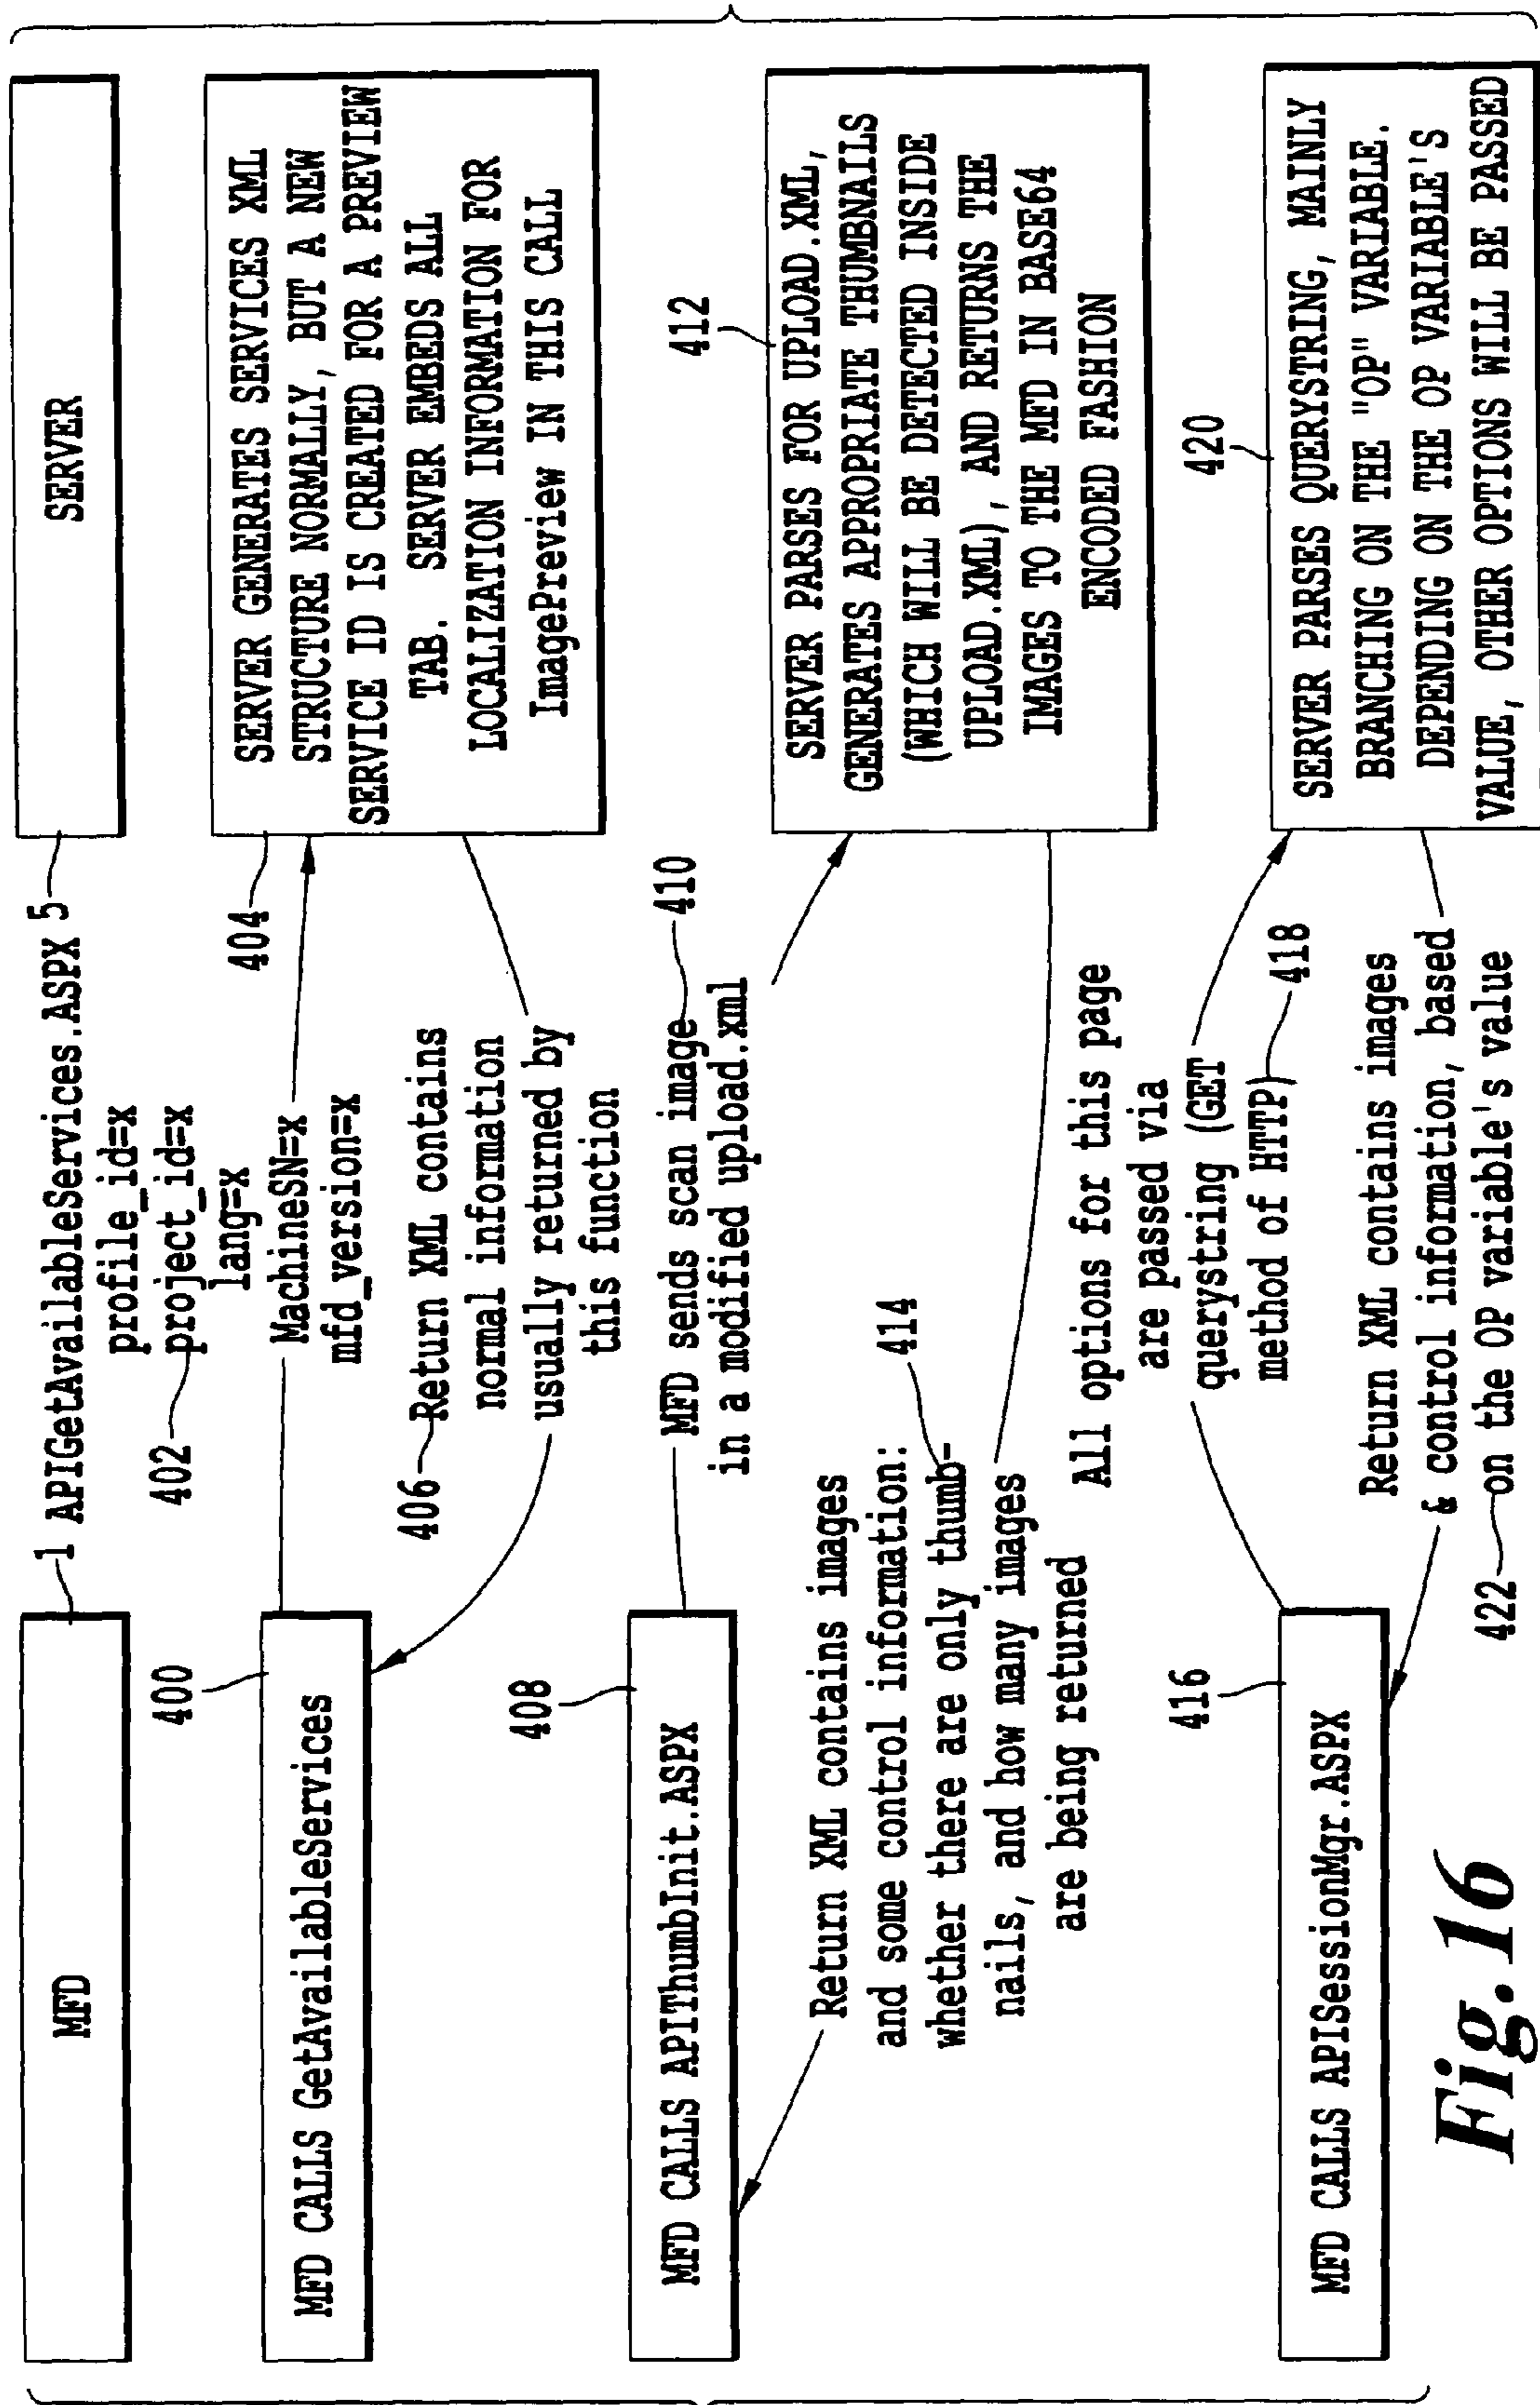 MFD
1
SERVER
5
APIGetAvailableServices.ASPX
profile_id=x
project_id=x
lang=x
MachineSN=x
mfd_version=x
402
400
MFD CALLS GetAvailableServices
404
SERVER GENERATES SERVICES XML
STRUCTURE NORMALLY, BUT A NEW
SERVICE ID IS CREATED FOR A PREVIEW
TAB. SERVER EMBEDS ALL
LOCALIZATION INFORMATION FOR
ImagePreview IN THIS CALL
406
Return XML contains
normal information
usually returned by
this function
408
MFD CALLS APIThumbInit.ASPX
MFD sends scan image
in a modified upload.xml
410
412
SERVER PARSES FOR UPLOAD.XML,
GENERATES APPROPRIATE THUMBNAILS
(WHICH WILL BE DETECTED INSIDE
UPLOAD.XML), AND RETURNS THE
IMAGES TO THE MFD IN BASE64
ENCODED FASHION
Return XML contains images
and some control information:
whether there are only thumb-
nails, and how many images
are being returned
414
416
MFD CALLS APISessionMgr.ASPX
All options for this page
are passed via
querystring (GET
method of HTTP)
418
420
SERVER PARSES QUERYSTRING, MAINLY
BRANCHING ON THE "OP" VARIABLE.
DEPENDING ON THE OP VARIABLE'S
VALUE, OTHER OPTIONS WILL BE PASSED
Return XML contains images
& control information, based
on the OP variable's value
422
Fig. 16